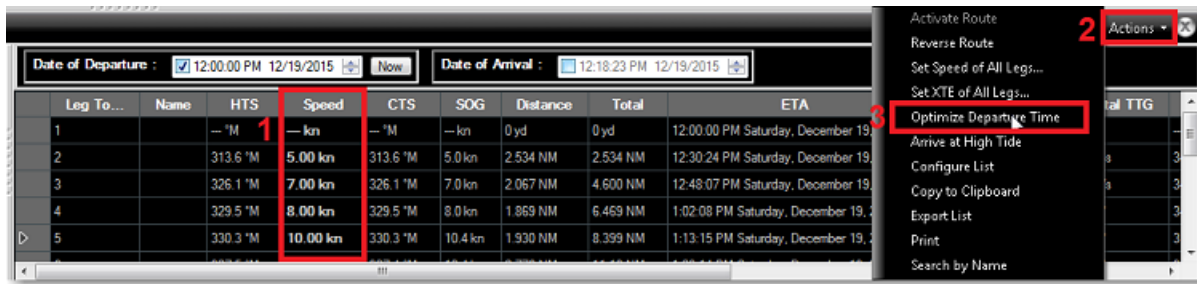 Date of Departure : 12:00:00 PM 12/19/2015 Now Date of Arrival : 12:18:23 PM 12/19/2015
2 Actions
Activate Route
Reverse Route
Set Speed of All Legs...
Set XTE of All Legs...
3 Optimize Departure Time
Arrive at High Tide
Configure List
Copy to Clipboard
Export List
Print
Search by Name
Leg To... Name HTS Speed CTS SOG Distance Total ETA tal TTG
1 --- °M 1 --- kn --- °M --- kn 0 yd 0 yd 12:00:00 PM Saturday, December 19,
2 313.6 °M 5.00 kn 313.6 °M 5.0 kn 2.534 NM 2.534 NM 12:30:24 PM Saturday, December 19,
3 326.1 °M 7.00 kn 326.1 °M 7.0 kn 2.067 NM 4.600 NM 12:48:07 PM Saturday, December 19,
4 329.5 °M 8.00 kn 329.5 °M 8.0 kn 1.869 NM 6.469 NM 1:02:08 PM Saturday, December 19,
5 330.3 °M 10.00 kn 330.3 °M 10.4 kn 1.930 NM 8.399 NM 1:13:15 PM Saturday, December 19,